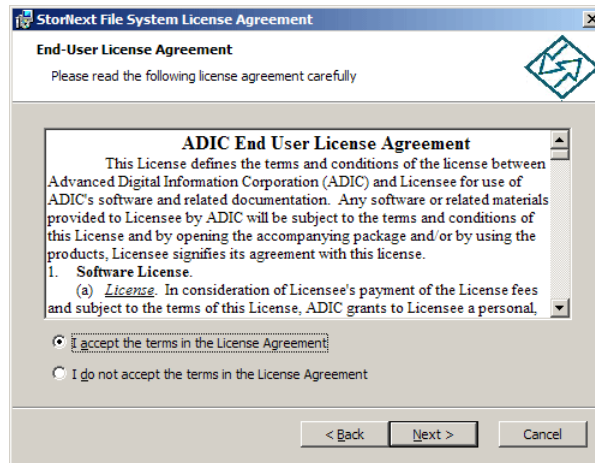 StorNext File System License Agreement
End-User License Agreement
Please read the following license agreement carefully
ADIC End User License Agreement
This License defines the terms and conditions of the license between
Advanced Digital Information Corporation (ADIC) and Licensee for use of
ADIC's software and related documentation. Any software or related materials
provided to Licensee by ADIC will be subject to the terms and conditions of
this License and by opening the accompanying package and/or by using the
products, Licensee signifies its agreement with this license.
1. Software License.
(a) License. In consideration of Licensee's payment of the License fees
and subject to the terms of this License, ADIC grants to Licensee a personal,
I accept the terms in the License Agreement
I do not accept the terms in the License Agreement
< Back Next > Cancel